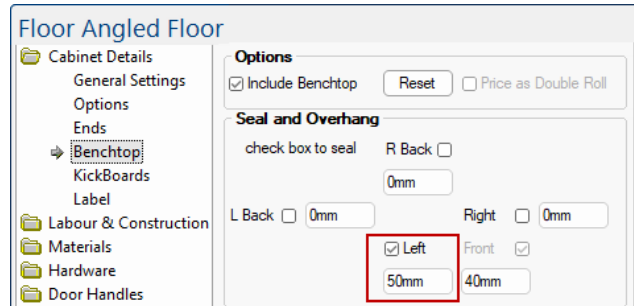 Floor Angled Floor
Cabinet Details
General Settings
Options
Ends
Benchtop
KickBoards
Label
Labour & Construction
Materials
Hardware
Door Handles
Options
Include Benchtop Reset Price as Double Roll
Seal and Overhang
check box to seal R Back
0mm
L Back 0mm Right 0mm
Left Front
50mm 40mm